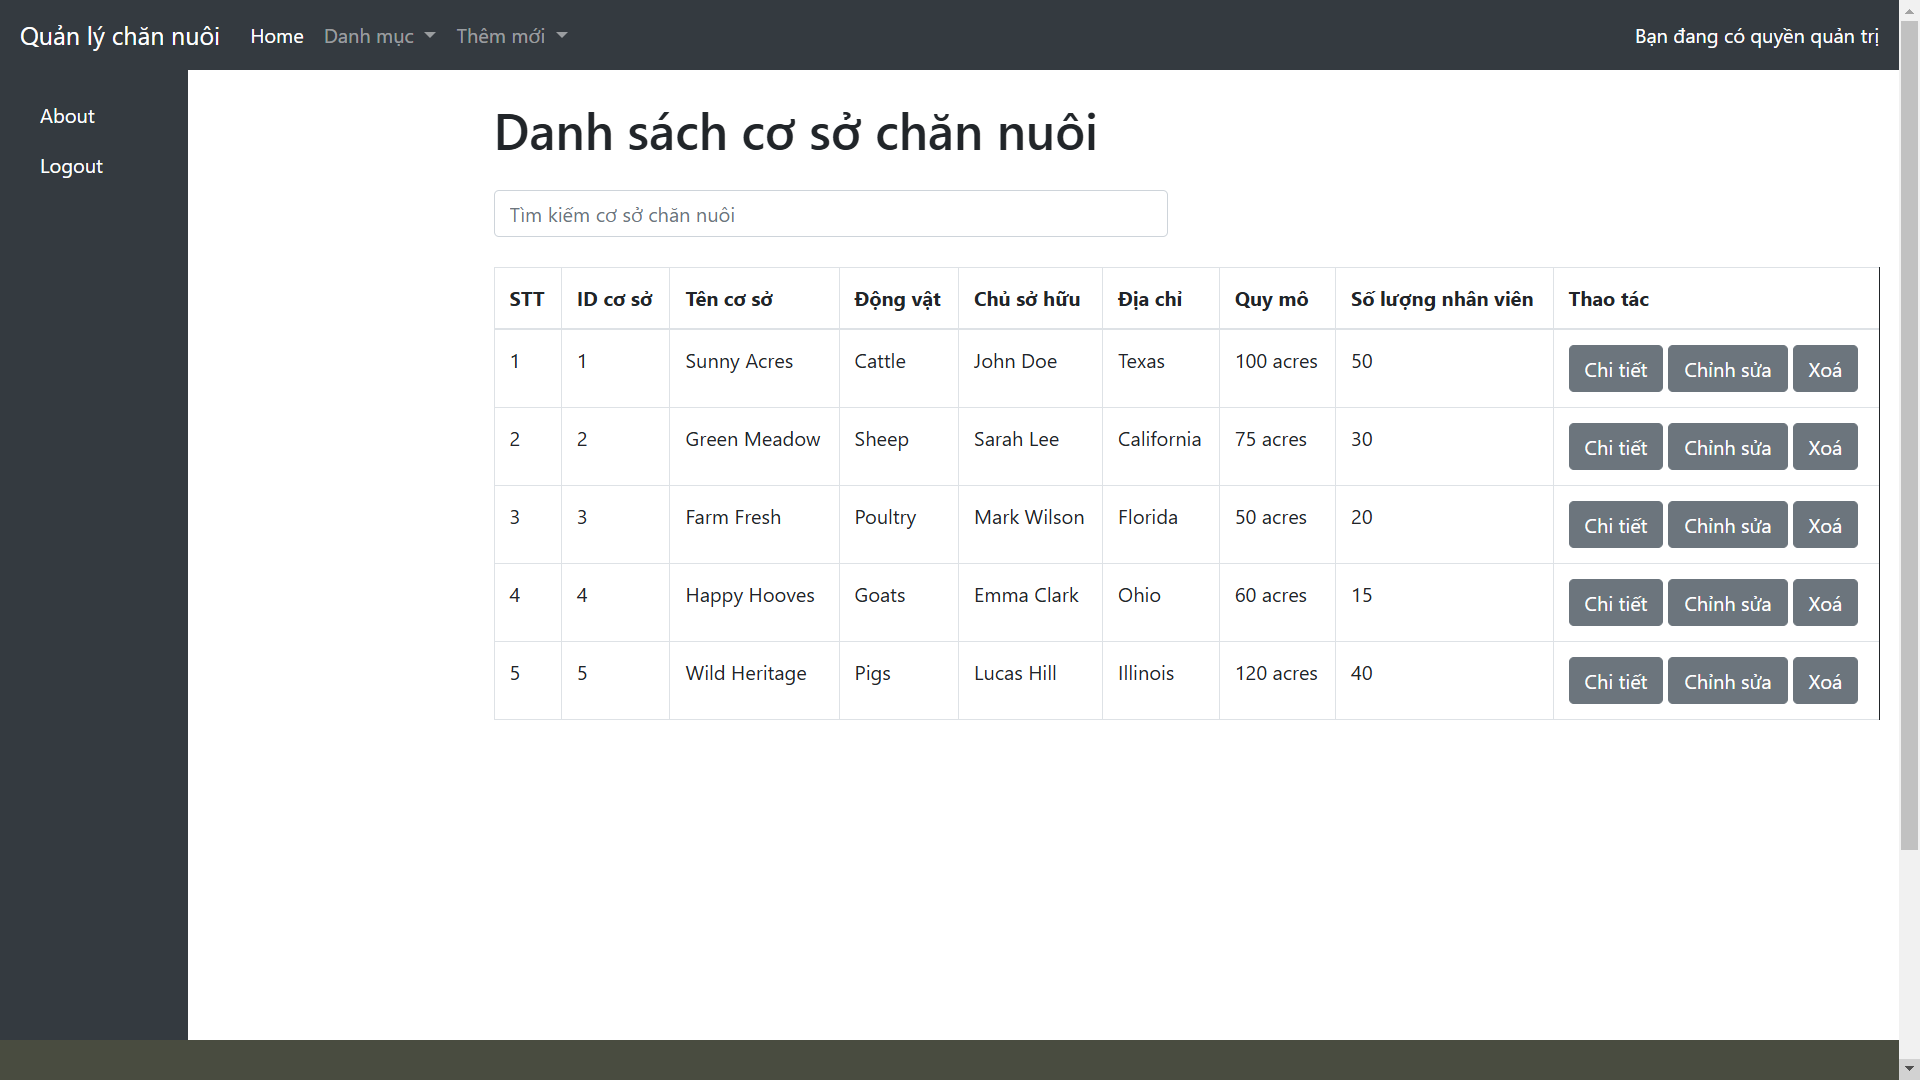 Quản lý chăn nuôi Home Danh mục Thêm mới Bạn đang có quyền quản trị
About
Logout
Danh sách cơ sở chăn nuôi
Tìm kiếm cơ sở chăn nuôi
STT ID cơ sở Tên cơ sở Động vật Chủ sở hữu Địa chỉ Quy mô Số lượng nhân viên Thao tác
1 1 Sunny Acres Cattle John Doe Texas 100 acres 50 Chi tiết Chỉnh sửa Xoá
2 2 Green Meadow Sheep Sarah Lee California 75 acres 30 Chi tiết Chỉnh sửa Xoá
3 3 Farm Fresh Poultry Mark Wilson Florida 50 acres 20 Chi tiết Chỉnh sửa Xoá
4 4 Happy Hooves Goats Emma Clark Ohio 60 acres 15 Chi tiết Chỉnh sửa Xoá
5 5 Wild Heritage Pigs Lucas Hill Illinois 120 acres 40 Chi tiết Chỉnh sửa Xoá